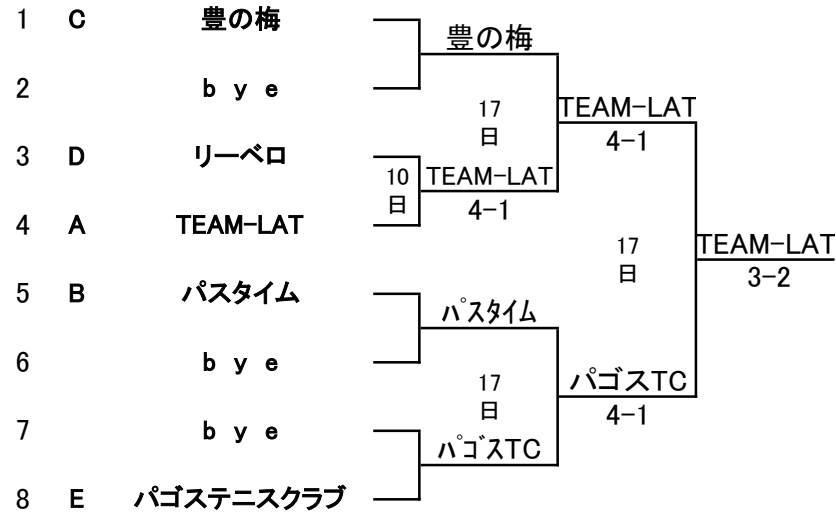 1 C 豊の梅
豊の梅
2 ｂｙｅ
17
日
TEAM-LAT
4-1
3 D リーベロ
10
日
TEAM-LAT
4-1
4 A TEAM-LAT
17
日
TEAM-LAT
3-2
5 B パスタイム
ﾊﾟｽﾀｲﾑ
6 ｂｙｅ
17
日
パゴスTC
4-1
7 ｂｙｅ
ﾊﾟｺﾞｽTC
8 E パゴステニスクラブ